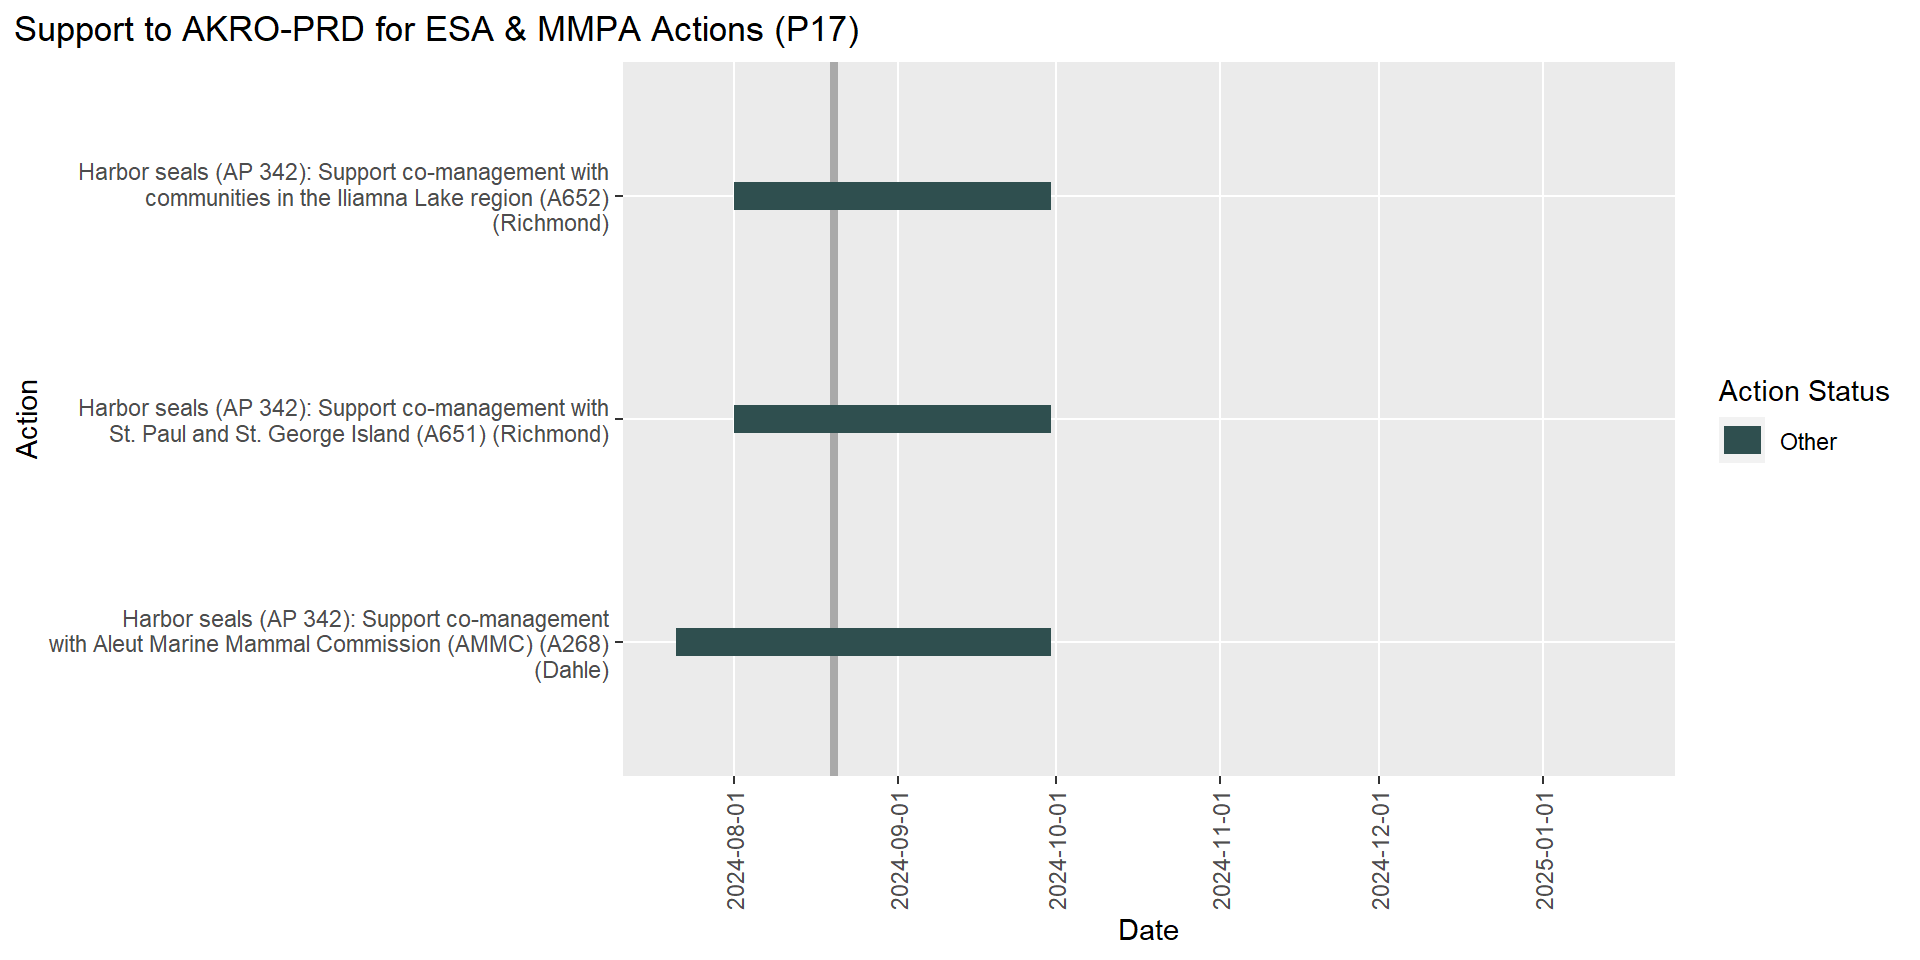 Support to AKRO-PRD for ESA & MMPA Actions (P17)
Harbor seals (AP 342): Support co-management with
communities in the Iliamna Lake region (A652)
(Richmond)
Harbor seals (AP 342): Support co-management with
St. Paul and St. George Island (A651) (Richmond)
Harbor seals (AP 342): Support co-management
with Aleut Marine Mammal Commission (AMMC) (A268)
(Dahle)
Action
2024-08-01
2024-09-01
2024-10-01
2024-11-01
2024-12-01
2025-01-01
Date
Action Status
Other